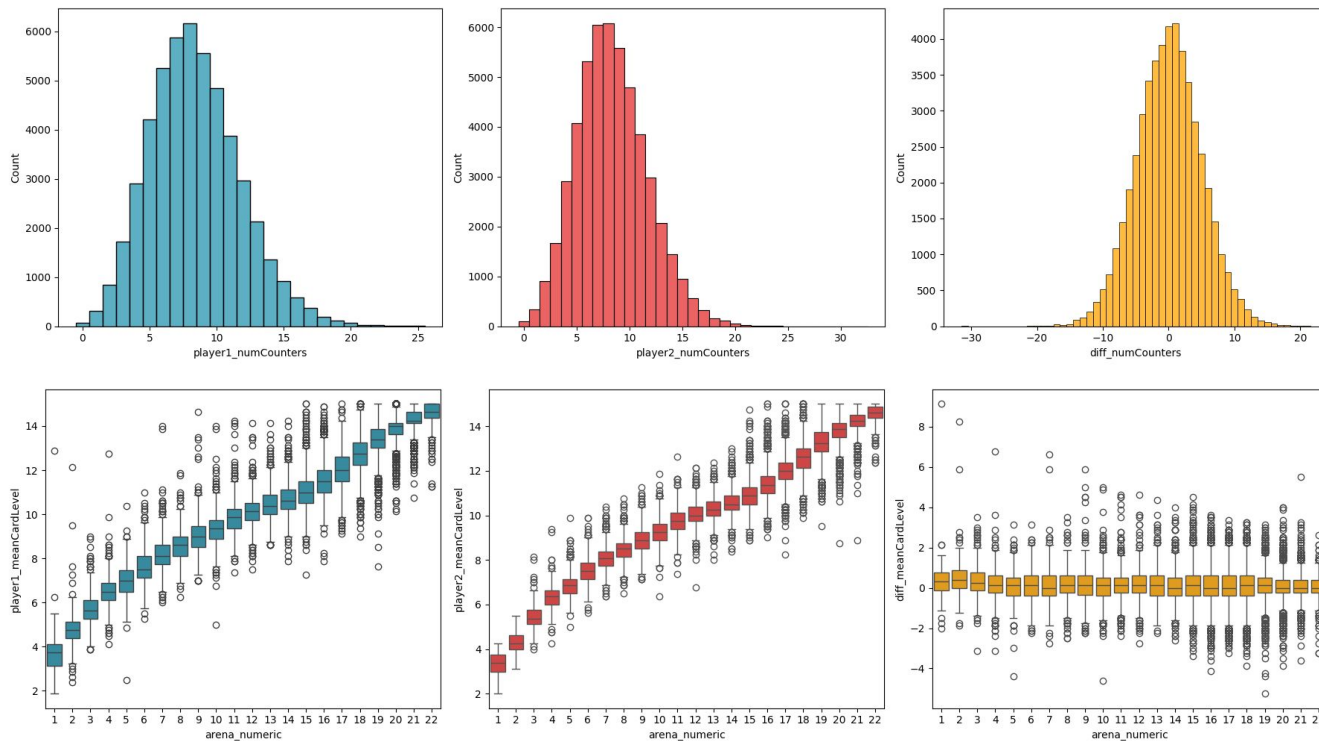 6000
5000
4000
3000
2000
1000
0
Count
0 5 10 15 20 25
player1_numCounters
6000
5000
4000
3000
2000
1000
0
Count
0 5 10 15 20 25 30
player2_numCounters
4000
3500
3000
2500
2000
1500
1000
500
0
Count
−30 −20 −10 0 10 20
diff_numCounters
14
12
10
8
6
4
2
player1_meanCardLevel
1 2 3 4 5 6 7 8 9 10 11 12 13 14 15 16 17 18 19 20 21 22
arena_numeric
14
12
10
8
6
4
2
player2_meanCardLevel
1 2 3 4 5 6 7 8 9 10 11 12 13 14 15 16 17 18 19 20 21 22
arena_numeric
8
6
4
2
0
−2
−4
diff_meanCardLevel
1 2 3 4 5 6 7 8 9 10 11 12 13 14 15 16 17 18 19 20 21 2
arena_numeric